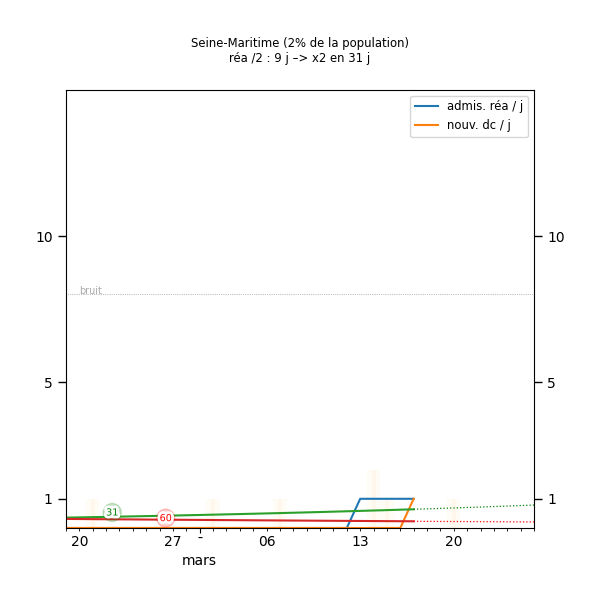 Seine-Maritime (2% de la population)
réa /2 : 9 j –> x2 en 31 j
admis. réa / j
nouv. dc / j
10
10
bruit
5
5
1
1
31
60
20
27
-
06
13
20
mars